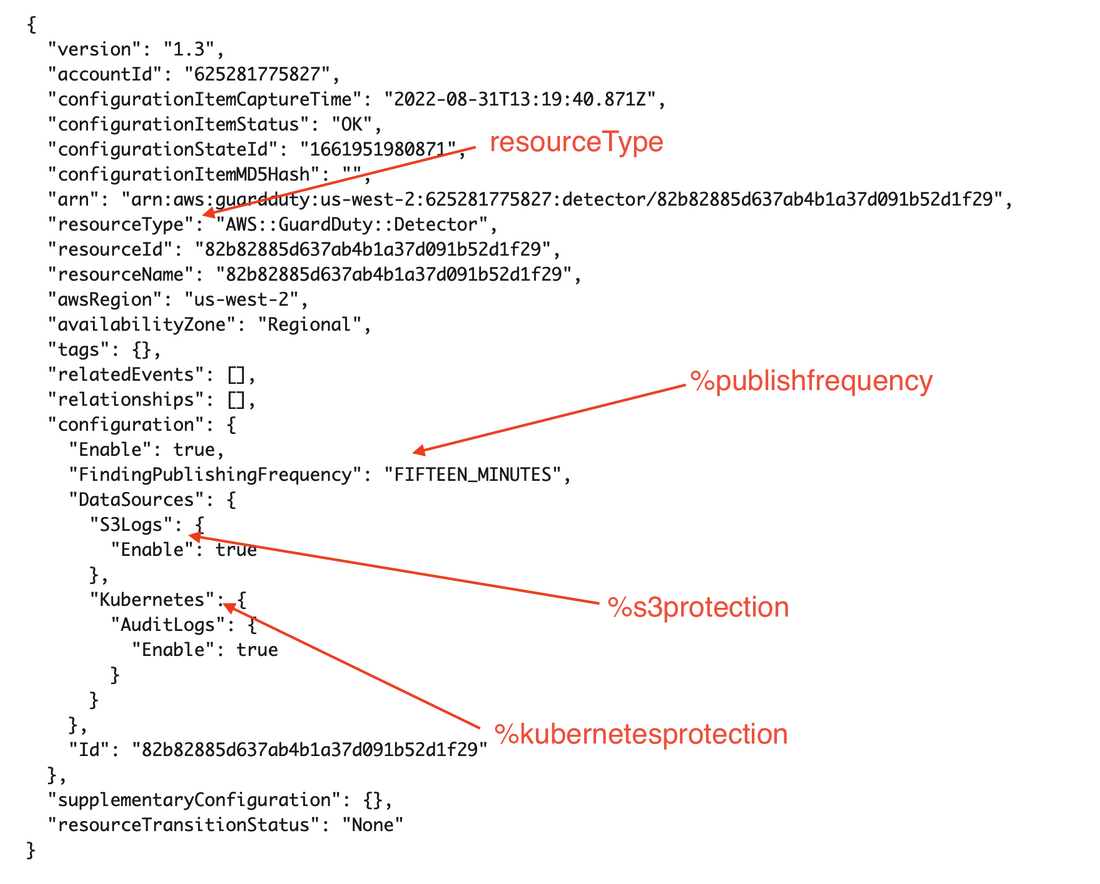 {
"version": "1.3",
"accountId": "625281775827",
"configurationItemCaptureTime": "2022-08-31T13:19:40.871Z",
"configurationItemStatus": "OK",
"configurationStateId": "1661951980871",
resourceType
"configurationItemMD5Hash": "",
"arn": "arn:aws:guardduty:us-west-2:625281775827:detector/82b82885d637ab4b1a37d091b52d1f29",
"resourceType": "AWS::GuardDuty::Detector",
"resourceId": "82b82885d637ab4b1a37d091b52d1f29",
"resourceName": "82b82885d637ab4b1a37d091b52d1f29",
"awsRegion": "us-west-2",
"availabilityZone": "Regional",
"tags": {},
"relatedEvents": [],
%publishfrequency
"relationships": [],
"configuration": {
"Enable": true,
"FindingPublishingFrequency": "FIFTEEN_MINUTES",
"DataSources": {
"S3Logs": {
"Enable": true
},
"Kubernetes": {
%s3protection
"AuditLogs": {
"Enable": true
}
}
},
%kubernetesprotection
"Id": "82b82885d637ab4b1a37d091b52d1f29"
},
"supplementaryConfiguration": {},
"resourceTransitionStatus": "None"
}